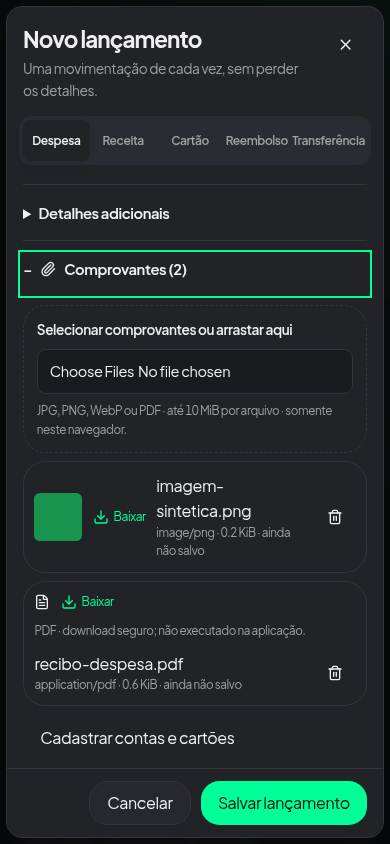 Novo lançamento
Uma movimentação de cada vez, sem perder
os detalhes.
Despesa Receita Cartão Reembolso Transferência
Detalhes adicionais
Comprovantes (2)
Selecionar comprovantes ou arrastar aqui
Choose Files No file chosen
JPG, PNG, WebP ou PDF · até 10 MiB por arquivo · somente
neste navegador.
imagem-
sintetica.png
Baixar
image/png · 0.2 KiB · ainda
não salvo
Baixar
PDF · download seguro; não executado na aplicação.
recibo-despesa.pdf
application/pdf · 0.6 KiB · ainda não salvo
Cadastrar contas e cartões
Cancelar Salvar lançamento